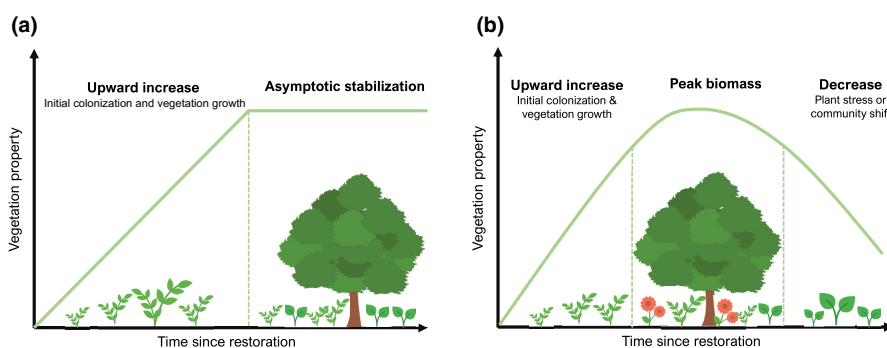 (a)
Upward increase
Initial colonization and vegetation growth
Asymptotic stabilization
Vegetation property
Time since restoration
(b)
Upward increase
Initial colonization &
vegetation growth
Peak biomass
Decrease
Plant stress or
community shif
Vegetation property
Time since restoration